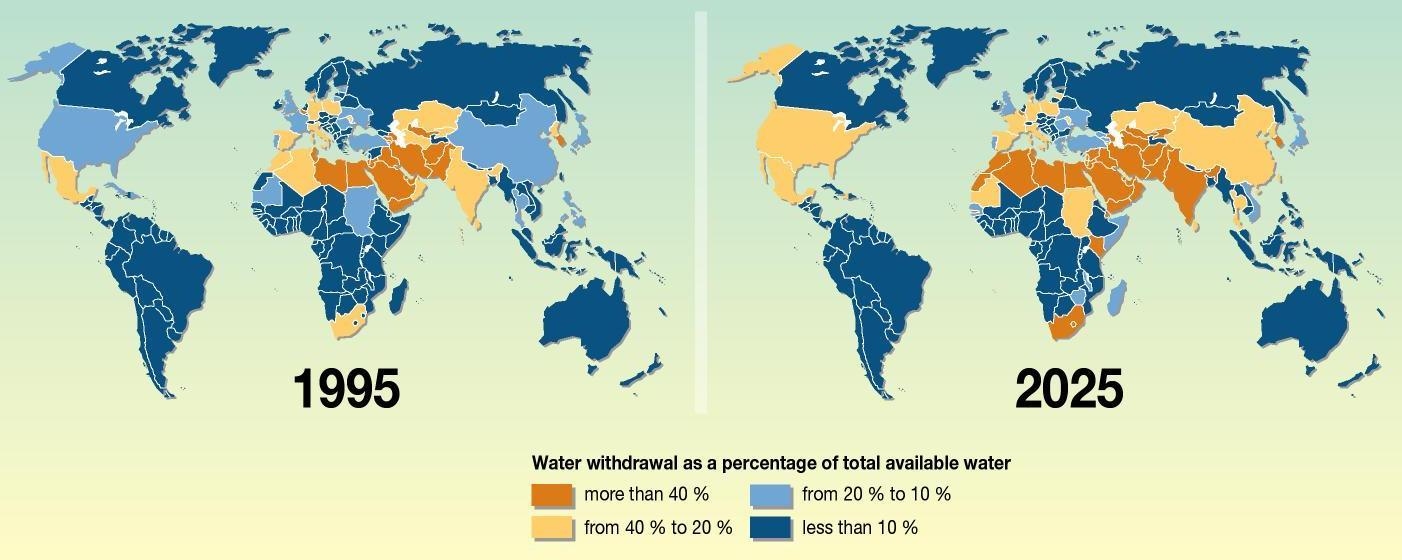 1995
2025
Water withdrawal as a percentage of total available water
more than 40 %
from 20 % to 10 %
from 40 % to 20 %
less than 10 %